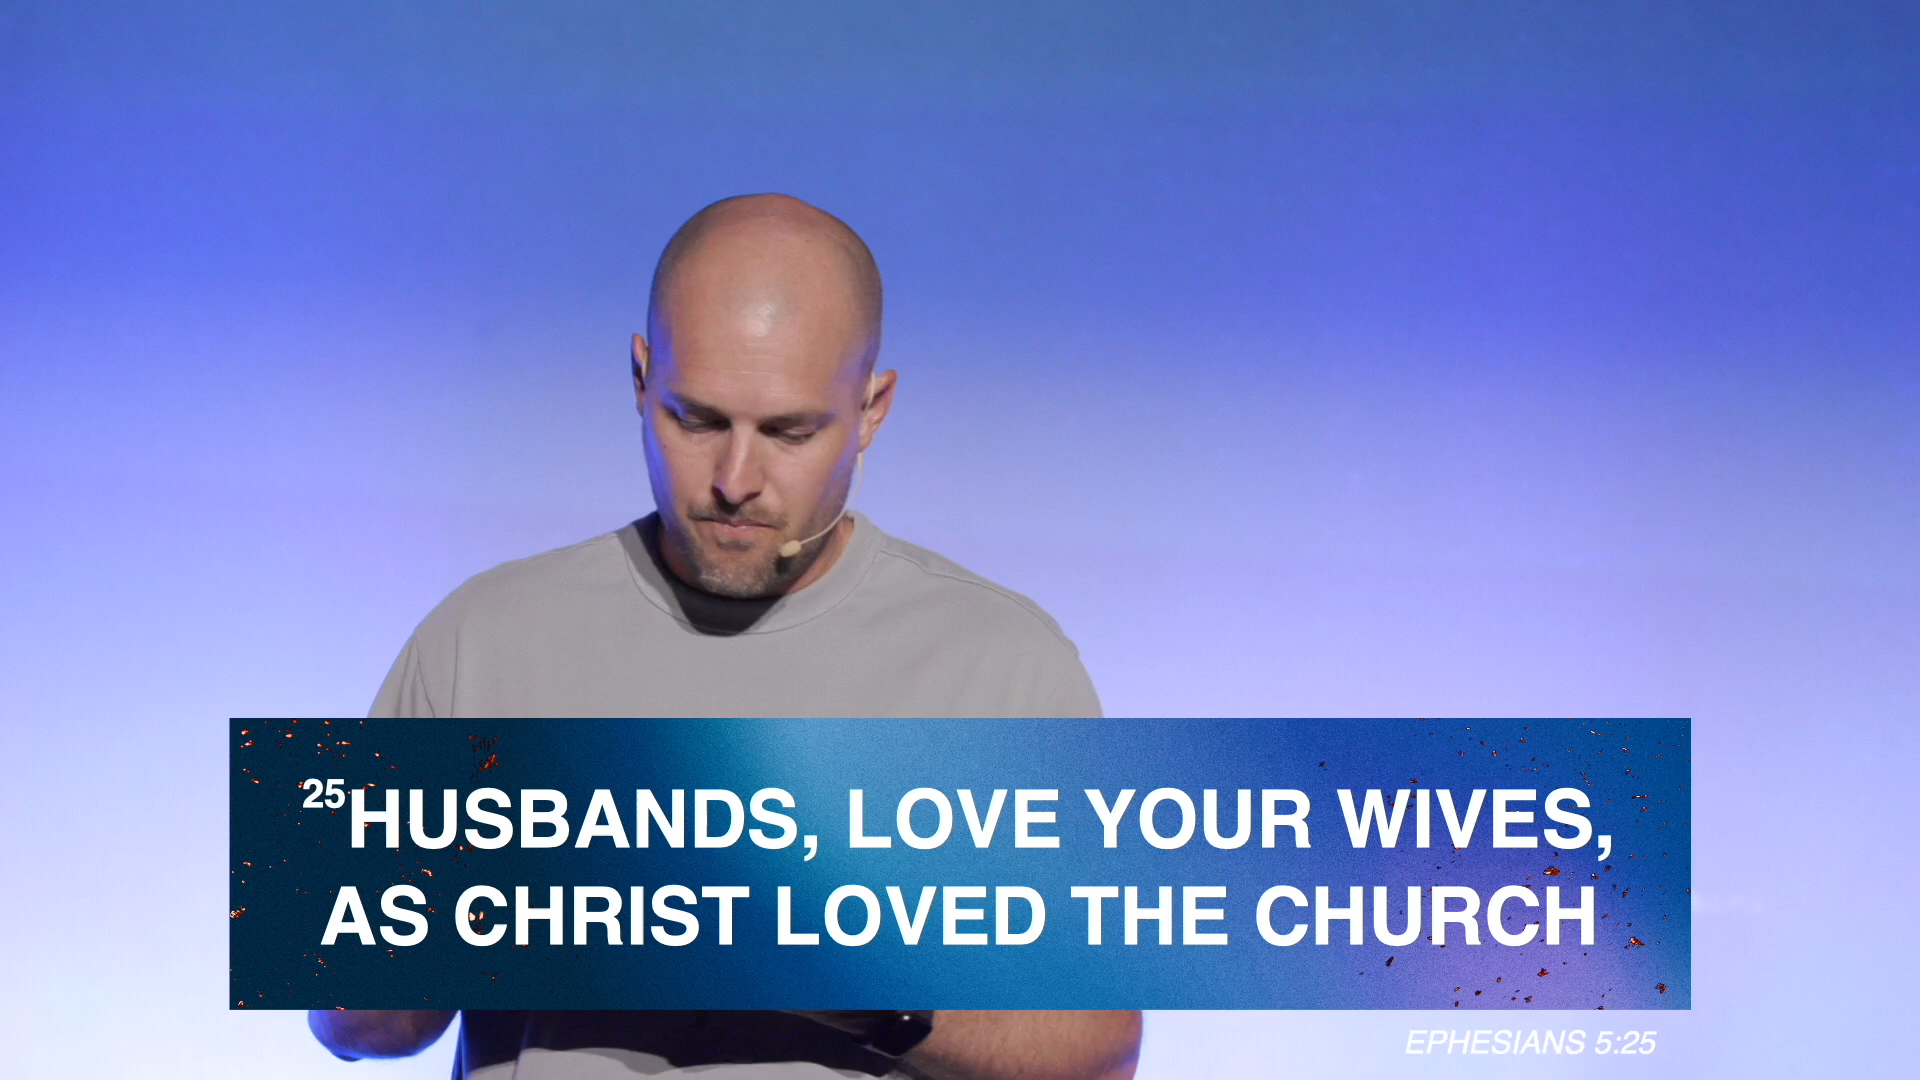 25HUSBANDS, LOVE YOUR WIVES,
AS CHRIST LOVED THE CHURCH
EPHESIANS 5:25